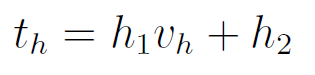 t_h = h_1 v_h + h_2